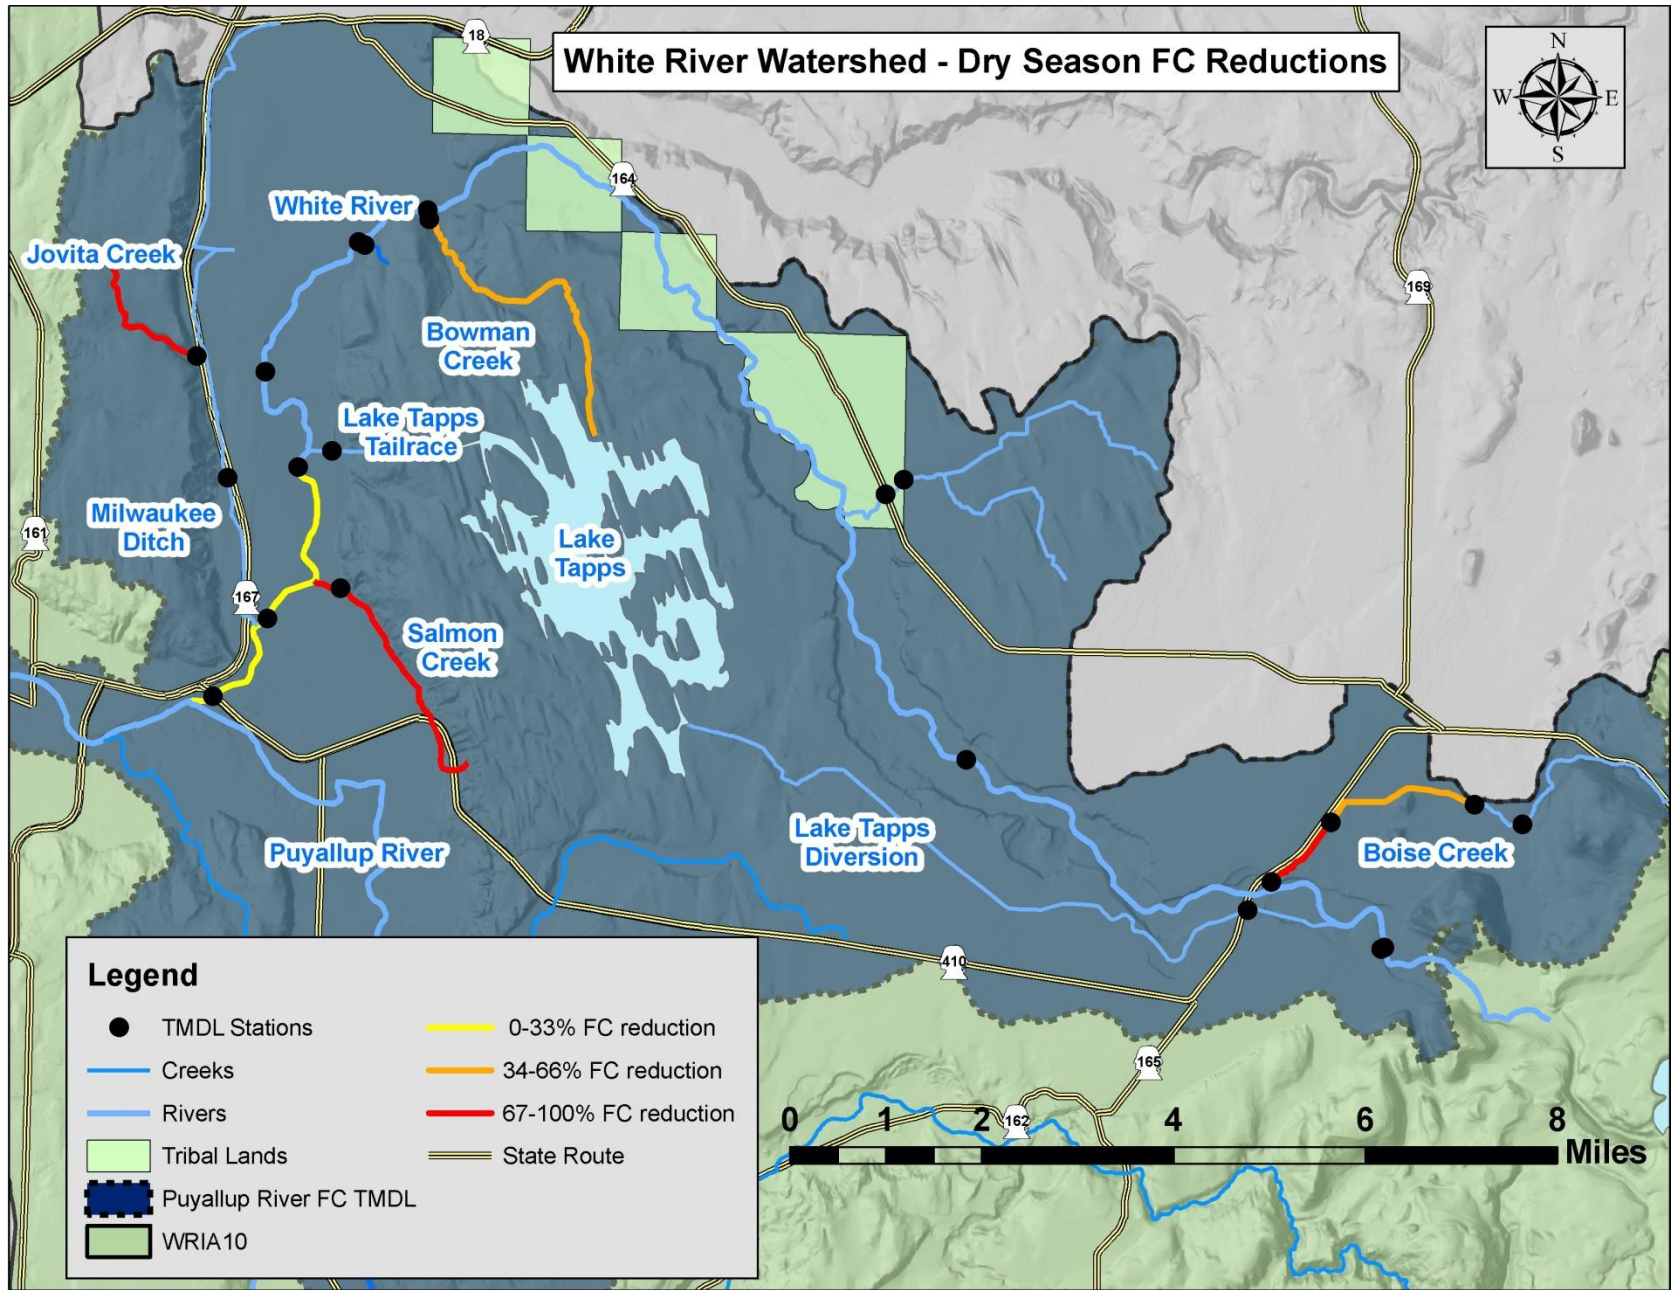 White River Watershed - Dry Season FC Reductions
N
W
E
S
18
164
169
White River
Jovita Creek
Bowman
Creek
Lake Tapps
Tailrace
Milwaukee
Ditch
161
Lake
Tapps
167
Salmon
Creek
Puyallup River
Lake Tapps
Diversion
Boise Creek
410
165
162
0 1 2 4 6 8
Miles
Legend
TMDL Stations
Creeks
Rivers
Tribal Lands
Puyallup River FC TMDL
WRIA10
0-33% FC reduction
34-66% FC reduction
67-100% FC reduction
State Route